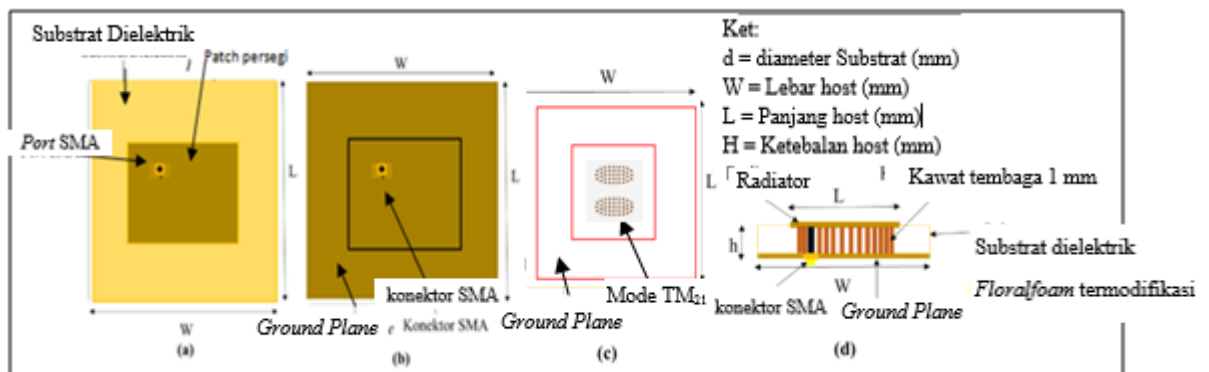 Substrat Dielektrik
Patch persegi
Port SMA
L
W
(a)
W
L
konektor SMA
Ground Plane
Konektor SMA
(b)
W
L
Mode TM₂₁
Ground Plane
(c)
Ket:
d = diameter Substrat (mm)
W = Lebar host (mm)
L = Panjang host (mm)
H = Ketebalan host (mm)
Radiator
Kawat tembaga 1 mm
L
h
Substrat dielektrik
Floralfoam termodifikasi
W
konektor SMA
Ground Plane
(d)